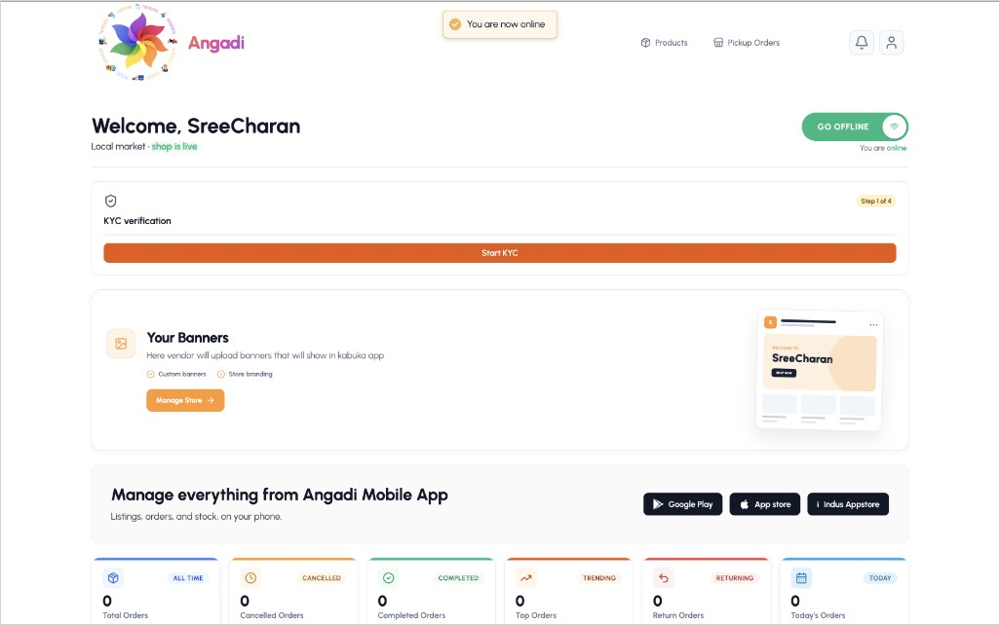 Angadi
You are now online
Products
Pickup Orders
Welcome, SreeCharan
Local market · shop is live
GO OFFLINE
You are online
Step 1 of 4
KYC verification
Start KYC
Your Banners
Here vendor will upload banners that will show in kabuka app
Custom banners
Store branding
Manage Store →
S
WELCOME TO
SreeCharan
SHOP NOW
Manage everything from Angadi Mobile App
Listings, orders, and stock, on your phone.
Google Play
App store
i Indus Appstore
ALL TIME
0
Total Orders
CANCELLED
0
Cancelled Orders
COMPLETED
0
Completed Orders
TRENDING
0
Top Orders
RETURNING
0
Return Orders
TODAY
0
Today's Orders